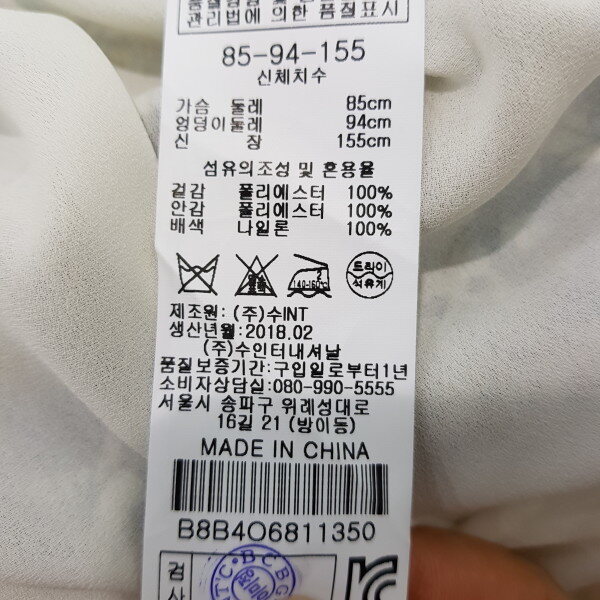 관리법에 의한 품질표시
85-94-155
신체치수
가슴 둘레 85cm
엉덩이둘레 94cm
신 장 155cm
섬유의조성 및 혼용율
겉감 폴리에스터 100%
안감 폴리에스터 100%
배색 나일론 100%
140-160℃
드라이
석유계
제조원: (주)수INT
생산년월:2018.02
(주)수인터내셔날
품질보증기간:구입일로부터1년
소비자상담실:080-990-5555
서울시 송파구 위례성대로
16길 21 (방이동)
MADE IN CHINA
B8B4O6811350
검
BCBG